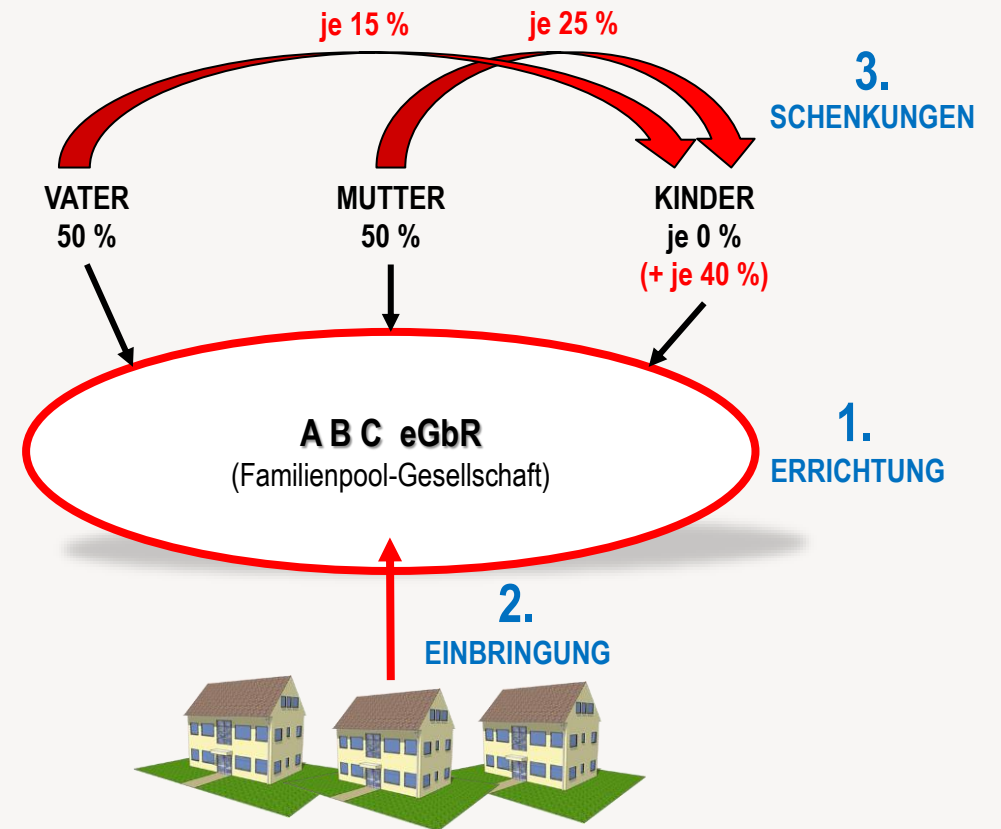 je 15 %
je 25 %
3.
SCHENKUNGEN
VATER
50 %
MUTTER
50 %
KINDER
je 0 %
(+ je 40 %)
A B C eGbR
(Familienpool-Gesellschaft)
1.
ERRICHTUNG
2.
EINBRINGUNG